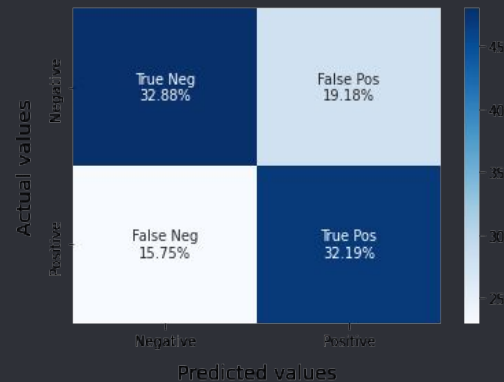 Actual values
Negative
True Neg
32.88%
False Pos
19.18%
Positive
False Neg
15.75%
True Pos
32.19%
Negative
Positive
Predicted values
45
40
35
30
25